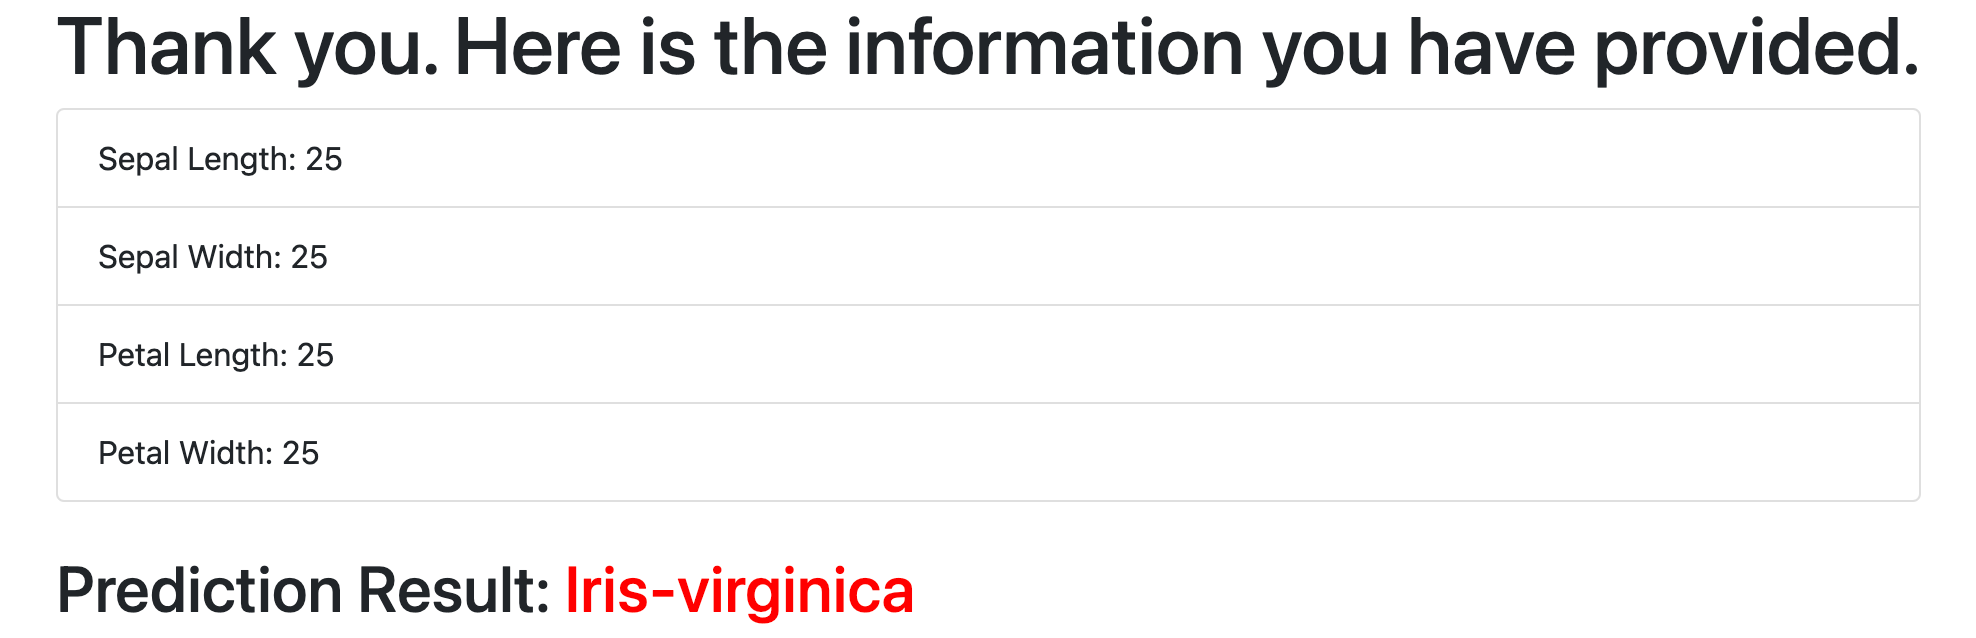 Thank you. Here is the information you have provided.
Sepal Length: 25
Sepal Width: 25
Petal Length: 25
Petal Width: 25
Prediction Result: Iris-virginica